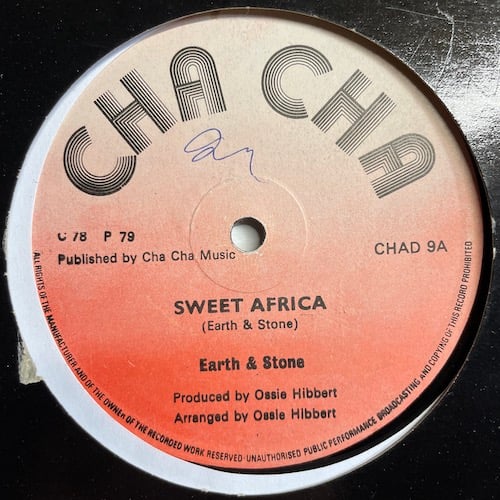 CHA CHA
C 78 P 79
Published by Cha Cha Music
CHAD 9A
SWEET AFRICA
(Earth & Stone)
Earth & Stone
Produced by Ossie Hibbert
Arranged by Ossie Hibbert
ALL RIGHTS OF THE MANUFACTURER AND OF THE OWNER OF THE RECORDED WORK RESERVED·UNAUTHORISED PUBLIC PERFORMANCE BROADCASTING AND COPYING OF THIS RECORD PROHIBITED